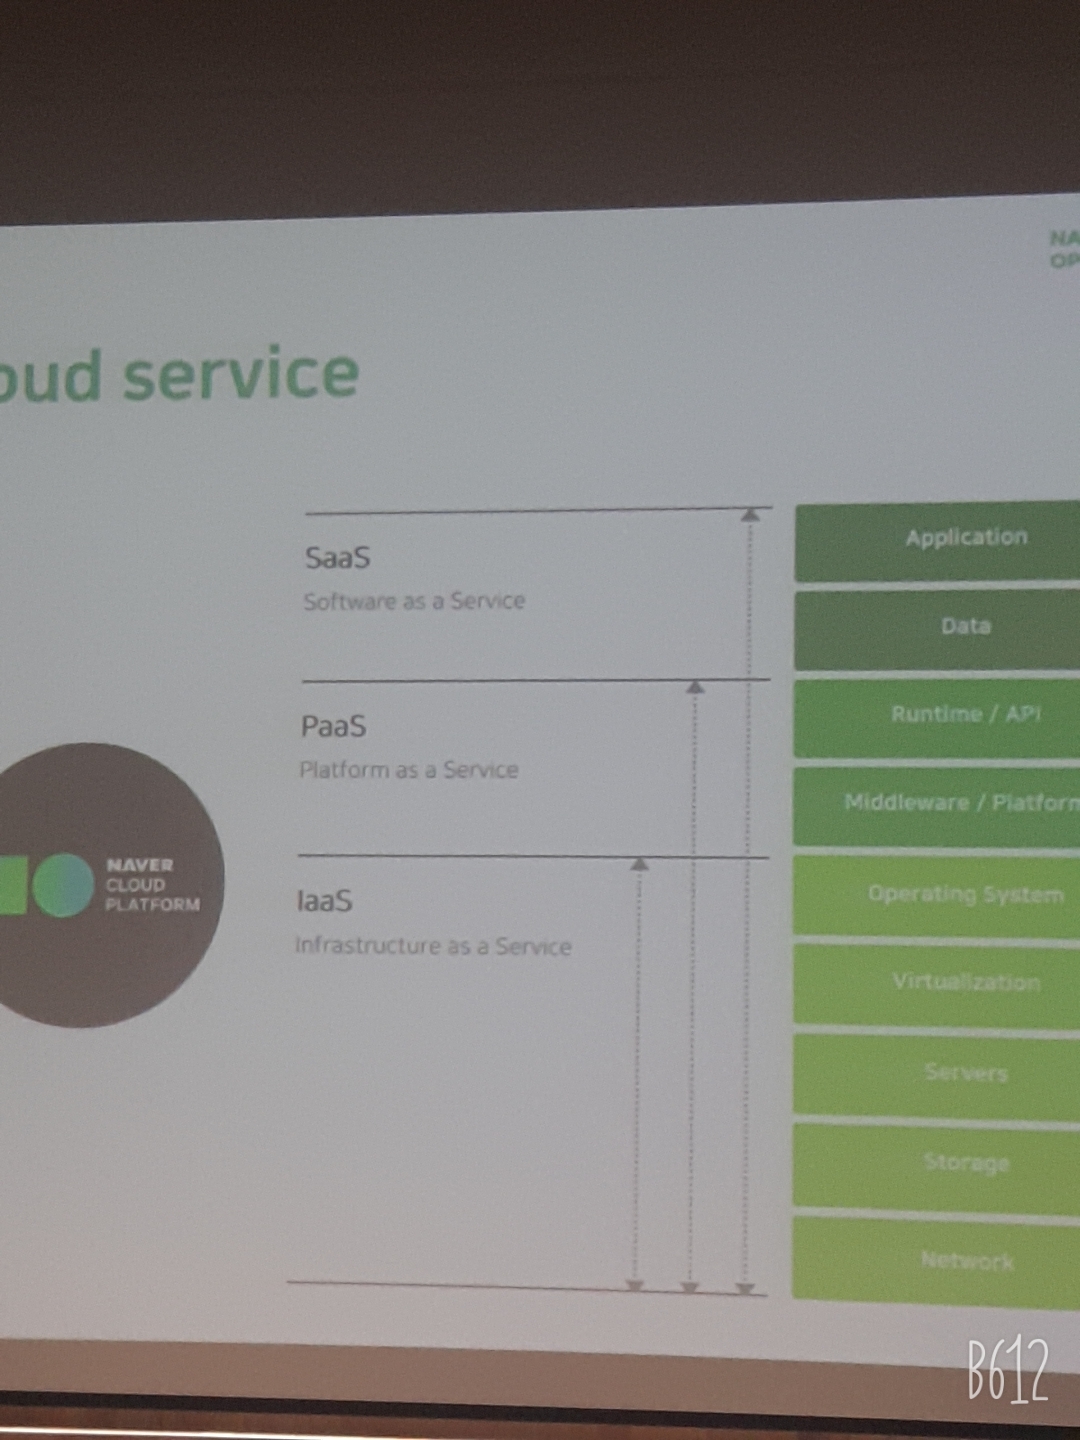 NA
OP
oud service
SaaS
Software as a Service
PaaS
Platform as a Service
IaaS
Infrastructure as a Service
NAVER
CLOUD
PLATFORM
Application
Data
Runtime / API
Middleware / Platform
Operating System
Virtualization
Servers
Storage
Network
B612